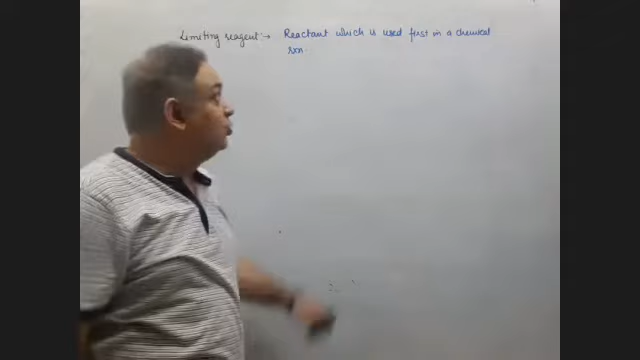 Limiting reagent:→ Reactant which is used first in a chemical
rxn.